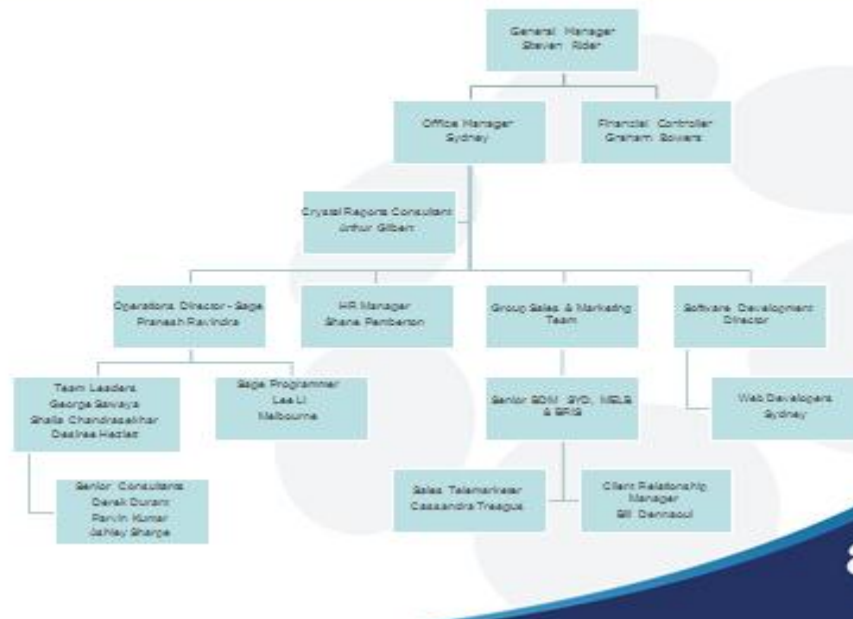 General Manager
Steven Rider
Office Manager
Sydney
Financial Controller
Graham Bowers
Crystal Reports Consultant
Arthur Gilbert
Operations Director - Sage
Pranesh Ravindra
HR Manager
Shane Pemberton
Group Sales & Marketing
Team
Software Development
Director
Team Leaders
George Sawaya
Shaila Chandrasekhar
Desiree
Sage Programmer
Lee Li
Melbourne
Senior BDM SYD, MELB
& BRIS
Web Developers
Sydney
Senior Consultants
Derek Durant
Parvin Kumar
Ashley Sharpe
Sales Telemarketer
Cassandra Treagus
Client Relationship
Manager
Bill